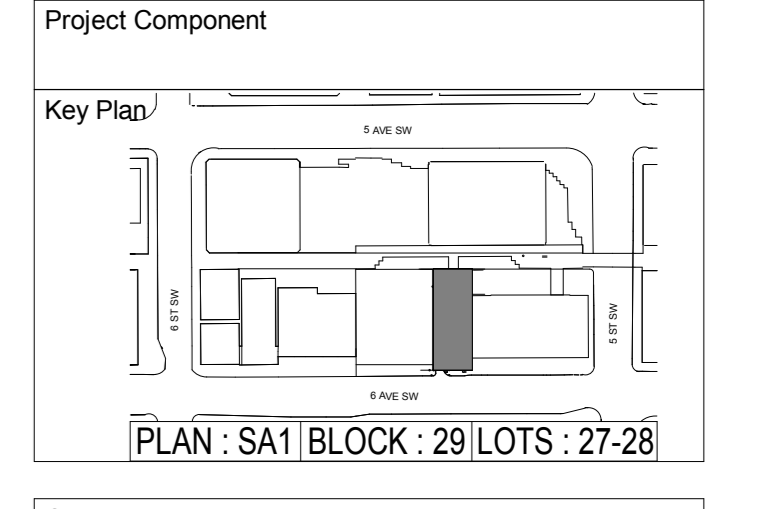 Project Component
Key Plan
5 AVE SW
6 ST SW
5 ST SW
6 AVE SW
PLAN : SA1 BLOCK : 29 LOTS : 27-28